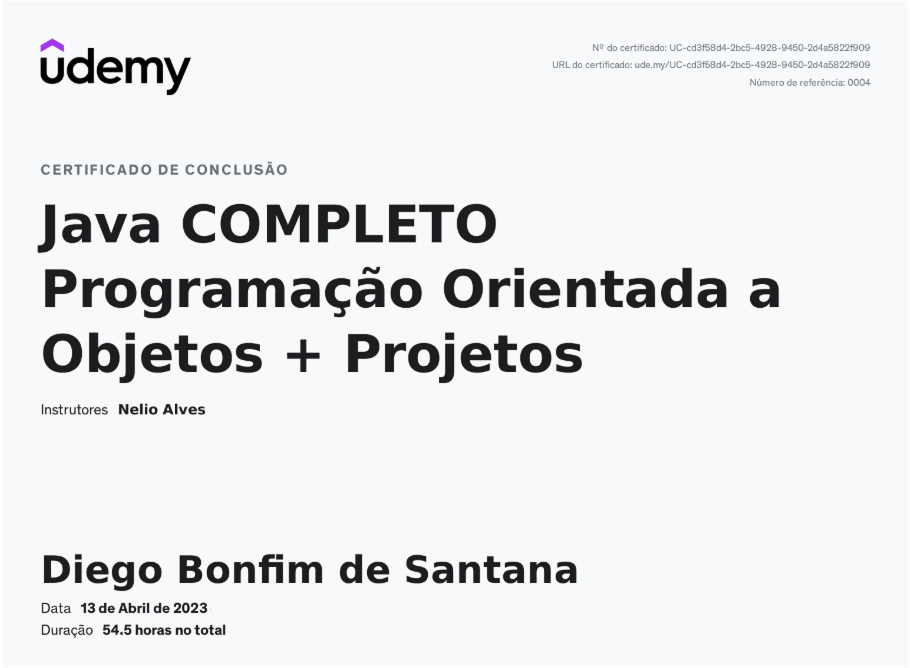 udemy
Nº do certificado: UC-cd3f58d4-2bc5-4928-9450-2d4a5822f909
URL do certificado: ude.my/UC-cd3f58d4-2bc5-4928-9450-2d4a5822f909
Número de referência: 0004
CERTIFICADO DE CONCLUSÃO
Java COMPLETO
Programação Orientada a
Objetos + Projetos
Instrutores Nelio Alves
Diego Bonfim de Santana
Data 13 de Abril de 2023
Duração 54.5 horas no total